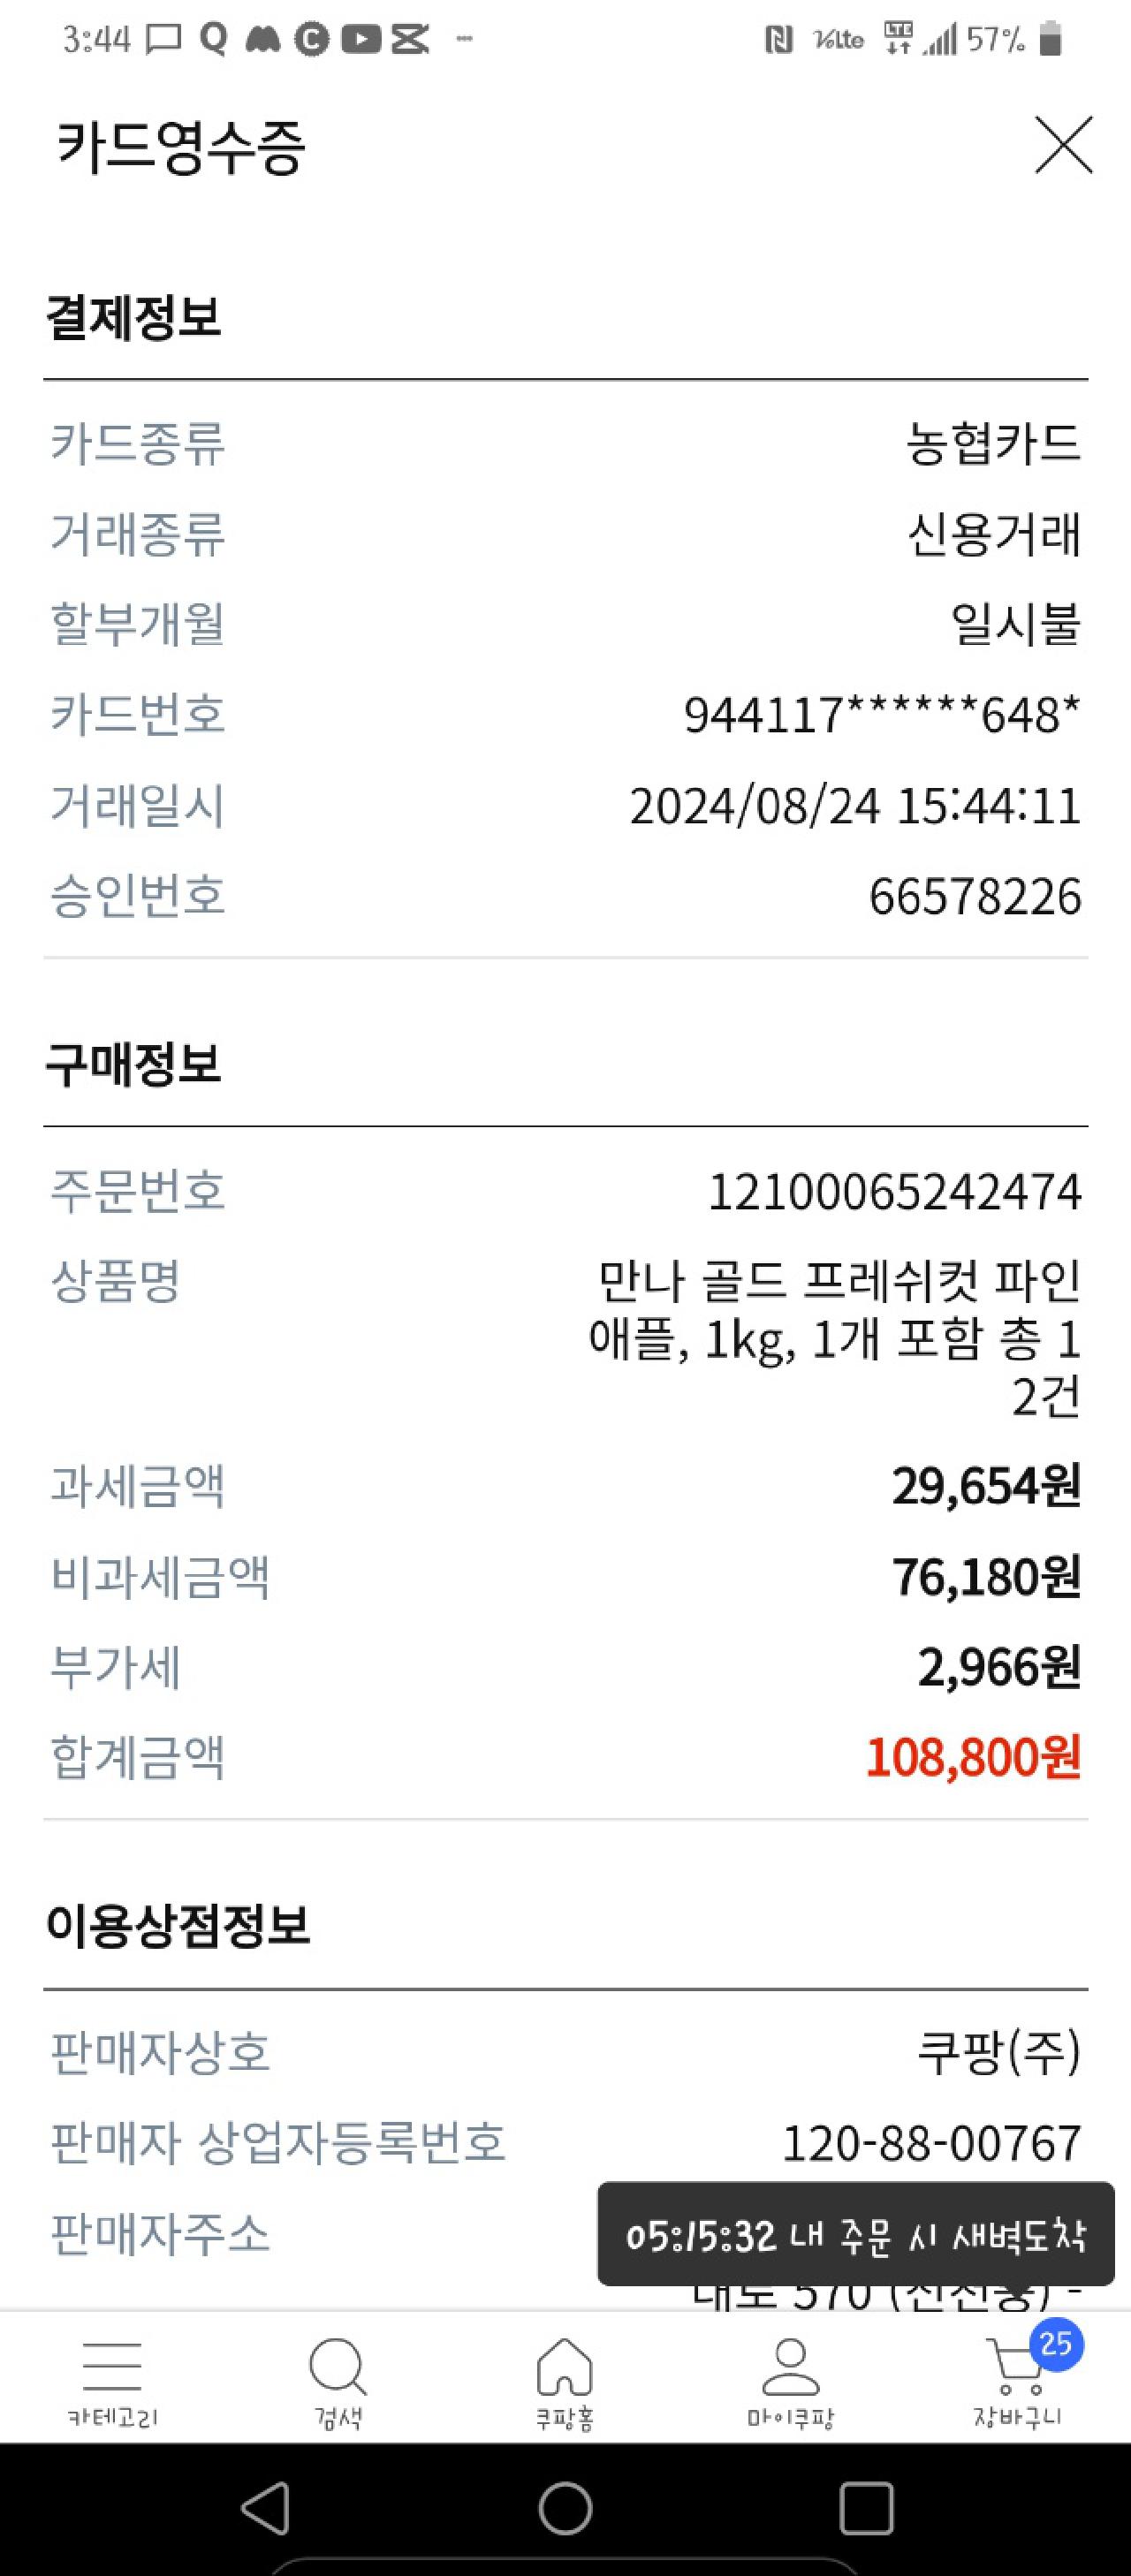 3:44
Volte LTE 57%
카드영수증
결제정보
카드종류 농협카드
거래종류 신용거래
할부개월 일시불
카드번호 944117******648*
거래일시 2024/08/24 15:44:11
승인번호 66578226
구매정보
주문번호 12100065242474
상품명 만나 골드 프레쉬컷 파인
애플, 1kg, 1개 포함 총 1
2건
과세금액 29,654원
비과세금액 76,180원
부가세 2,966원
합계금액 108,800원
이용상점정보
판매자상호 쿠팡(주)
판매자 상업자등록번호 120-88-00767
판매자주소
05:15:32 내 주문 시 새벽도착
대로 570 (신천동) -
25
카테고리 검색 쿠팡홈 마이쿠팡 장바구니